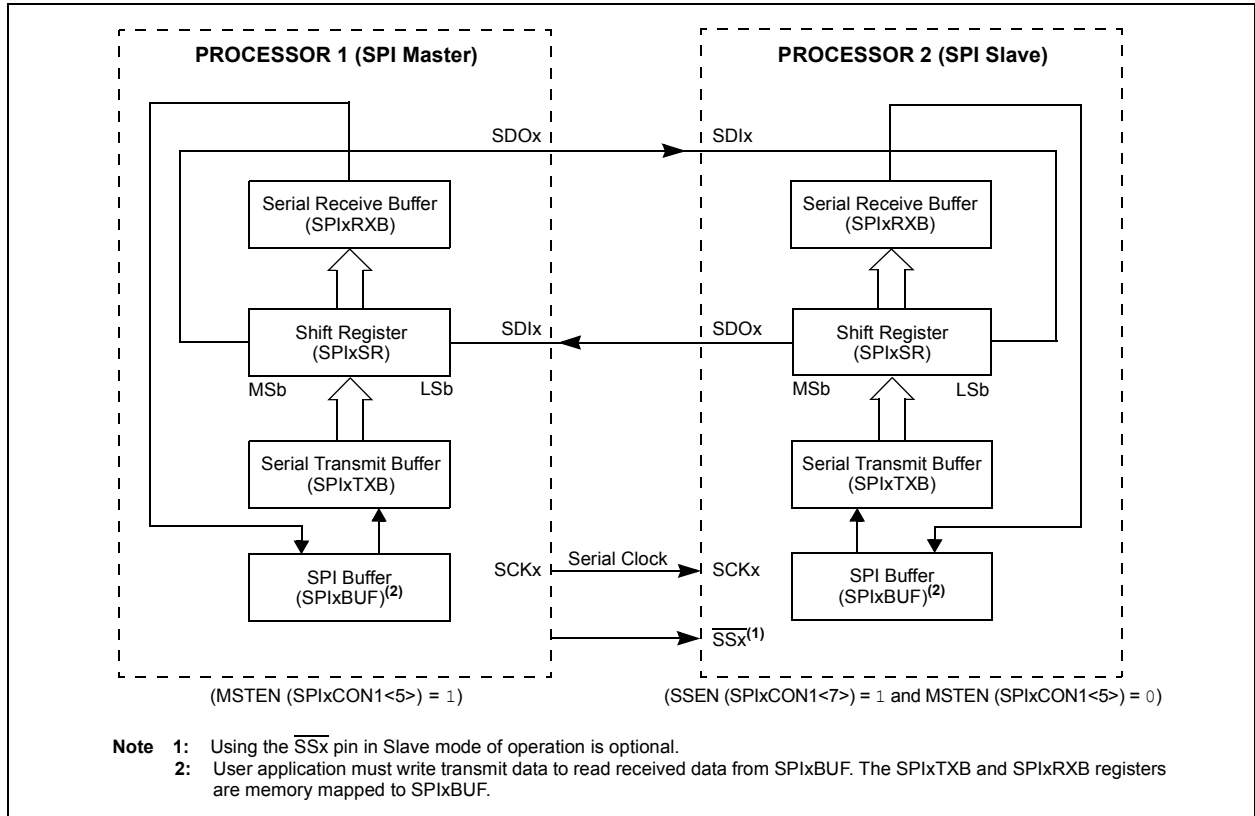 PROCESSOR 1 (SPI Master)
PROCESSOR 2 (SPI Slave)
SDOx
SDIx
Serial Receive Buffer
(SPIxRXB)
Serial Receive Buffer
(SPIxRXB)
Shift Register
(SPIxSR)
SDIx
SDOx
Shift Register
(SPIxSR)
MSb
LSb
MSb
LSb
Serial Transmit Buffer
(SPIxTXB)
Serial Transmit Buffer
(SPIxTXB)
SPI Buffer
(SPIxBUF)(2)
SCKx
Serial Clock
SCKx
SPI Buffer
(SPIxBUF)(2)
SSx(1)
(MSTEN (SPIxCON1<5>) = 1)
(SSEN (SPIxCON1<7>) = 1 and MSTEN (SPIxCON1<5>) = 0)
Note 1: Using the SSx pin in Slave mode of operation is optional.
2: User application must write transmit data to read received data from SPIxBUF. The SPIxTXB and SPIxRXB registers
are memory mapped to SPIxBUF.